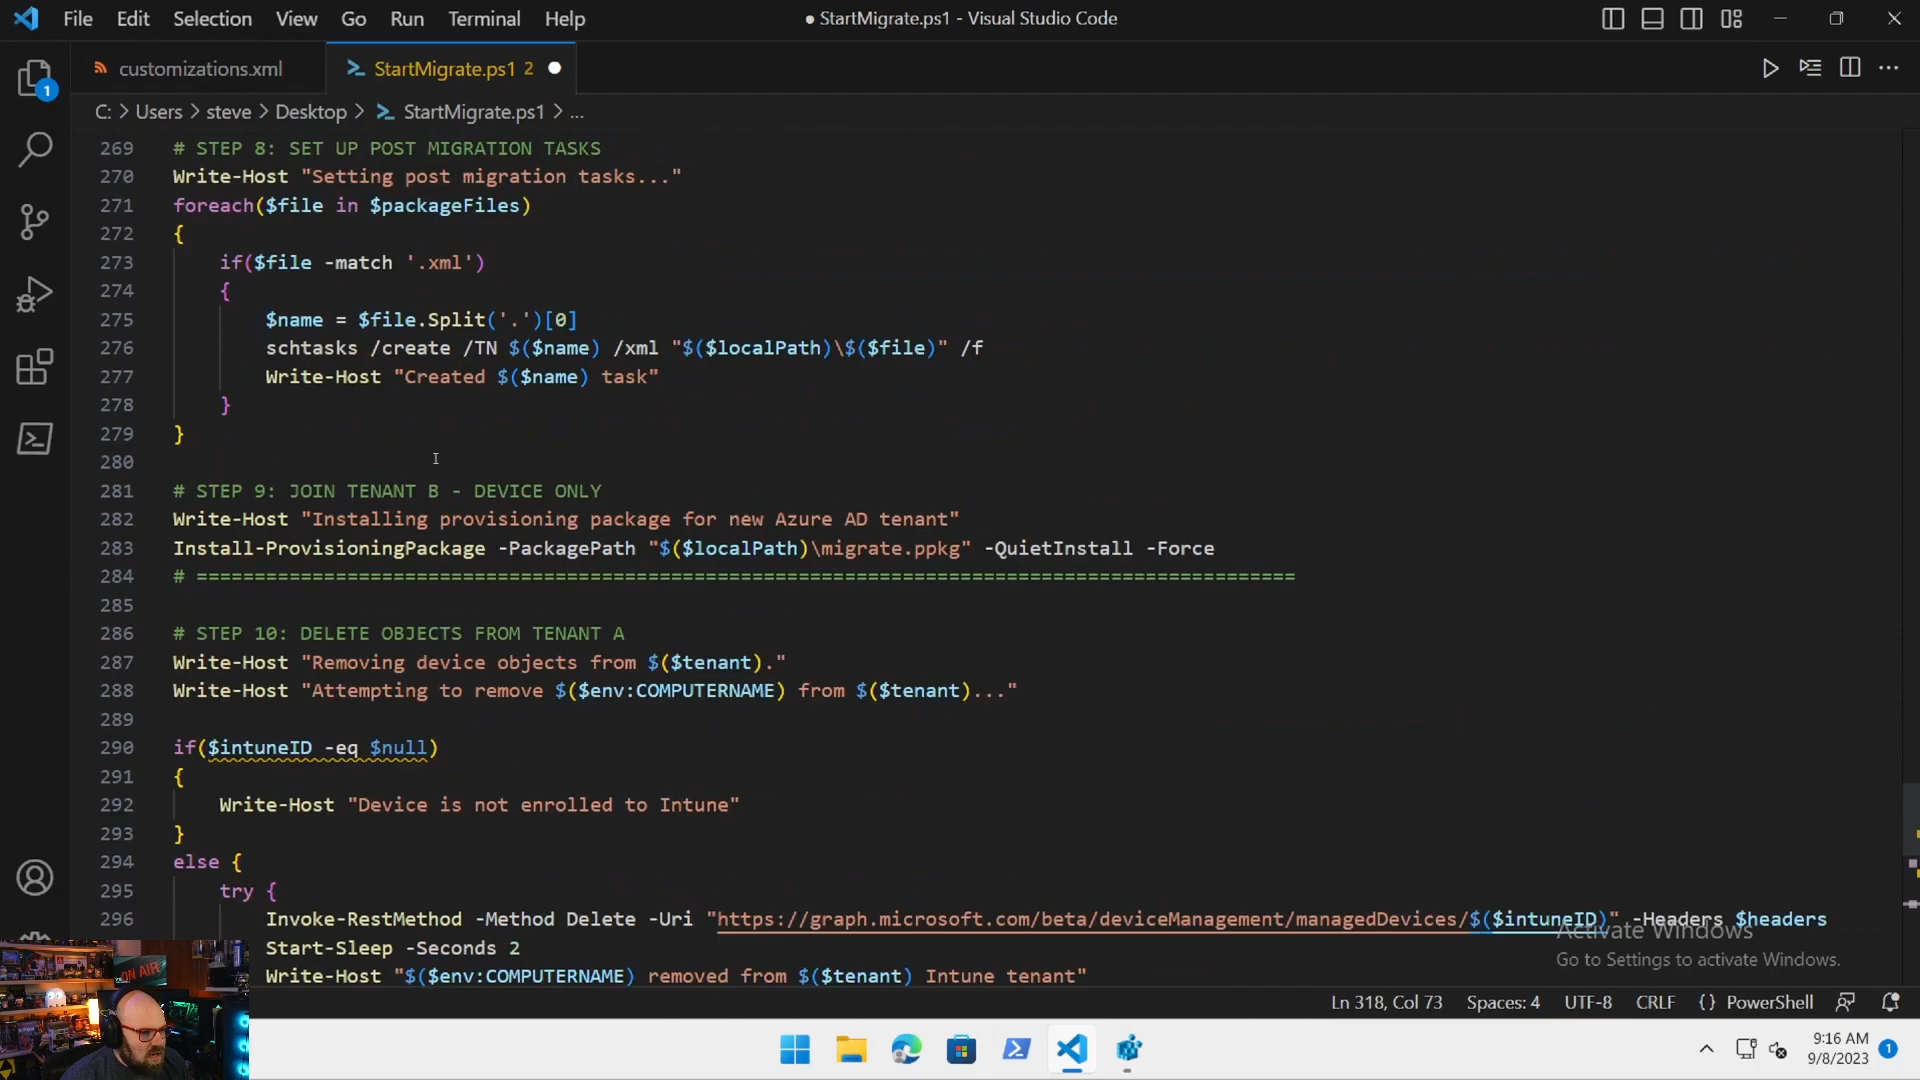 File Edit Selection View Go Run Terminal Help
● StartMigrate.ps1 - Visual Studio Code
customizations.xml
StartMigrate.ps1 2
C: > Users > steve > Desktop > StartMigrate.ps1 > ...
1
269 # STEP 8: SET UP POST MIGRATION TASKS
270 Write-Host "Setting post migration tasks..."
271 foreach($file in $packageFiles)
272 {
273 if($file -match '.xml')
274 {
275 $name = $file.Split('.')[0]
276 schtasks /create /TN $($name) /xml "$($localPath)\$($file)" /f
277 Write-Host "Created $($name) task"
278 }
279 }
280
281 # STEP 9: JOIN TENANT B - DEVICE ONLY
282 Write-Host "Installing provisioning package for new Azure AD tenant"
283 Install-ProvisioningPackage -PackagePath "$($localPath)\migrate.ppkg" -QuietInstall -Force
284 # ===============================================================================================
285
286 # STEP 10: DELETE OBJECTS FROM TENANT A
287 Write-Host "Removing device objects from $($tenant)."
288 Write-Host "Attempting to remove $($env:COMPUTERNAME) from $($tenant)..."
289
290 if($intuneID -eq $null)
291 {
292 Write-Host "Device is not enrolled to Intune"
293 }
294 else {
295 try {
296 Invoke-RestMethod -Method Delete -Uri "https://graph.microsoft.com/beta/deviceManagement/managedDevices/$($intuneID)" -Headers $headers
Start-Sleep -Seconds 2
Write-Host "$($env:COMPUTERNAME) removed from $($tenant) Intune tenant"
Activate Windows
Go to Settings to activate Windows.
ON AIR
Ln 318, Col 73 Spaces: 4 UTF-8 CRLF {} PowerShell
9:16 AM
9/8/2023
1